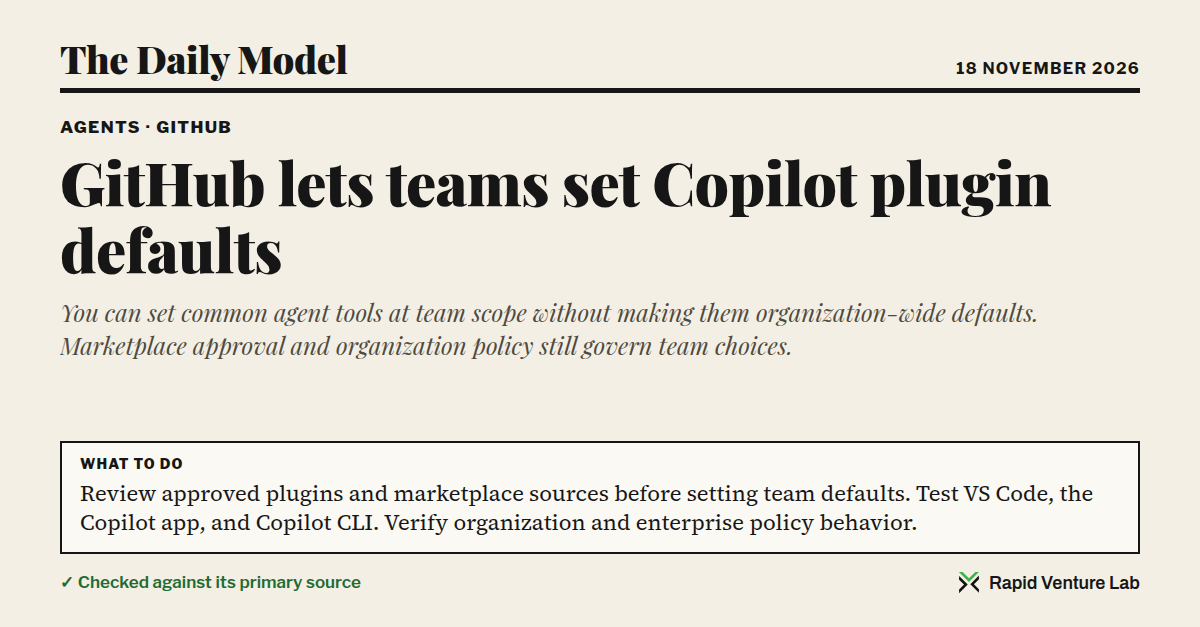 The Daily Model
18 NOVEMBER 2026
AGENTS · GITHUB
GitHub lets teams set Copilot plugin
defaults
You can set common agent tools at team scope without making them organization-wide defaults.
Marketplace approval and organization policy still govern team choices.
WHAT TO DO
Review approved plugins and marketplace sources before setting team defaults. Test VS Code, the
Copilot app, and Copilot CLI. Verify organization and enterprise policy behavior.
✓ Checked against its primary source
Rapid Venture Lab